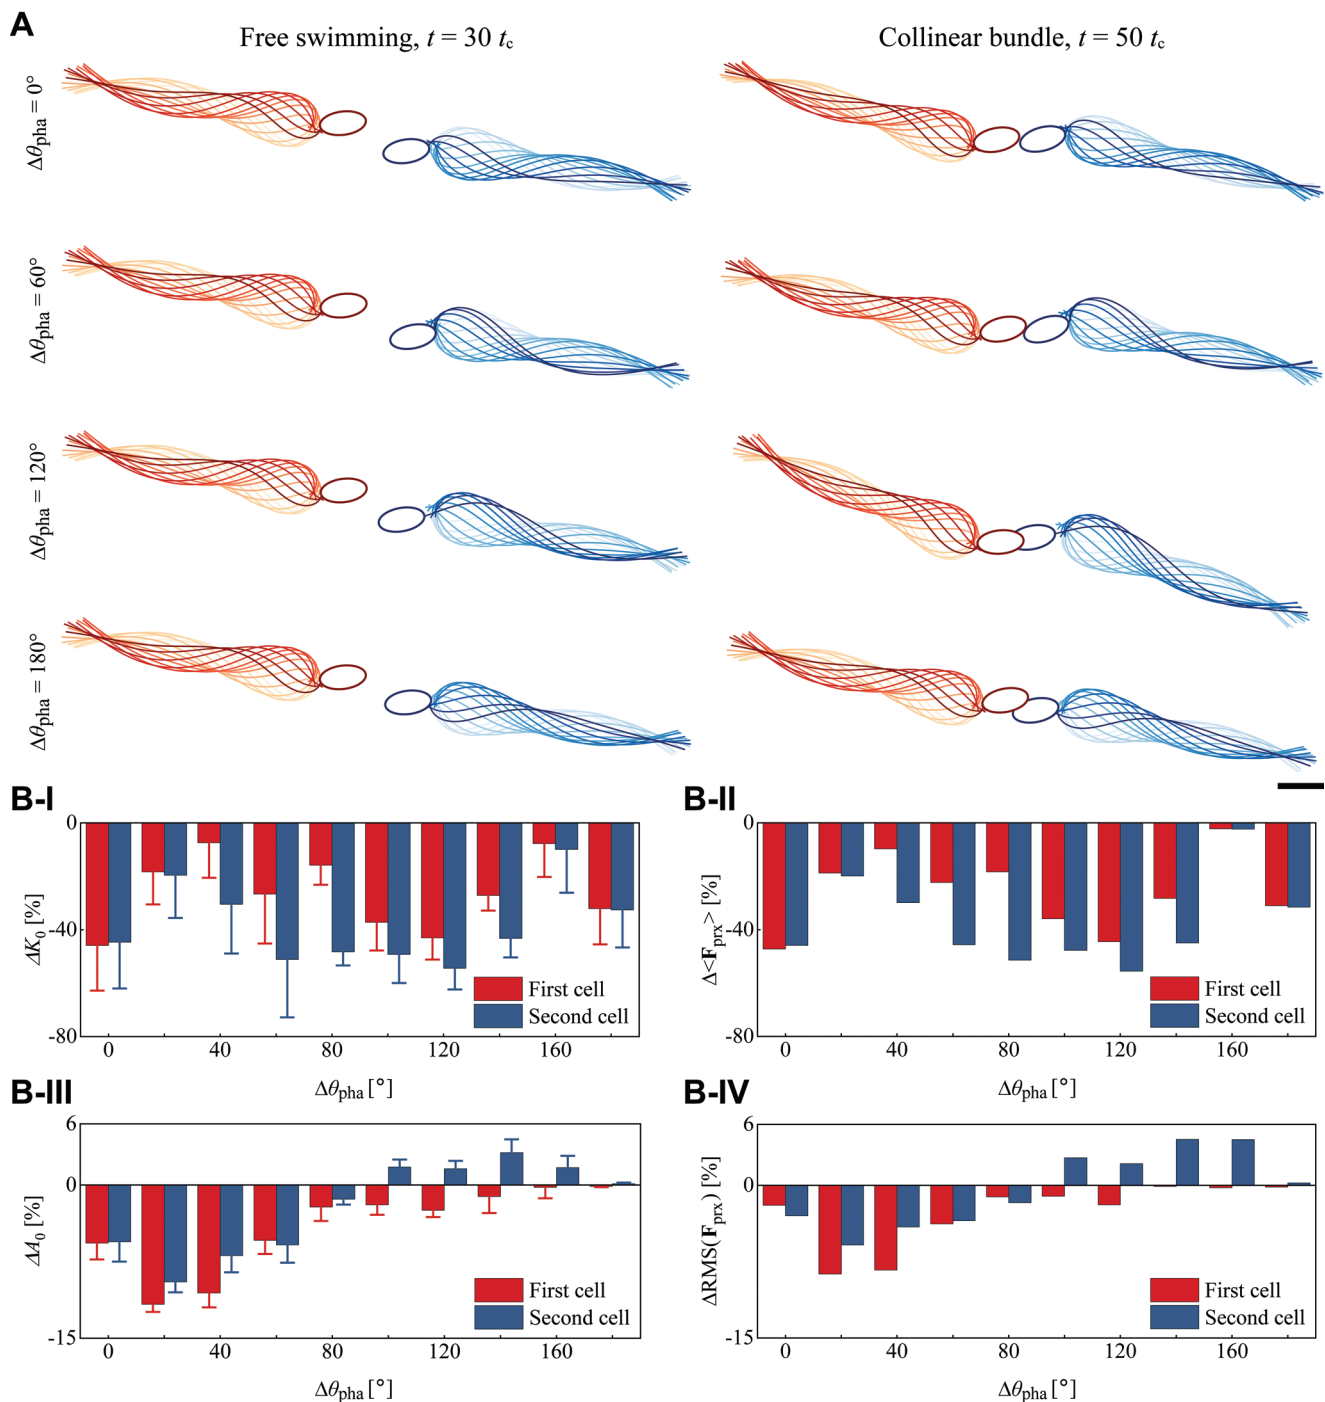 A
Free swimming, t = 30 tc
Collinear bundle, t = 50 tc
Δθpha = 0°
Δθpha = 60°
Δθpha = 120°
Δθpha = 180°
B-I
0
-40
-80
ΔK0 [%]
First cell
Second cell
0 40 80 120 160
Δθpha [°]
B-II
0
-40
-80
Δ<Fprx> [%]
First cell
Second cell
0 40 80 120 160
Δθpha [°]
B-III
6
0
-15
ΔA0 [%]
First cell
Second cell
0 40 80 120 160
Δθpha [°]
B-IV
6
0
-15
ΔRMS(Fprx) [%]
First cell
Second cell
0 40 80 120 160
Δθpha [°]